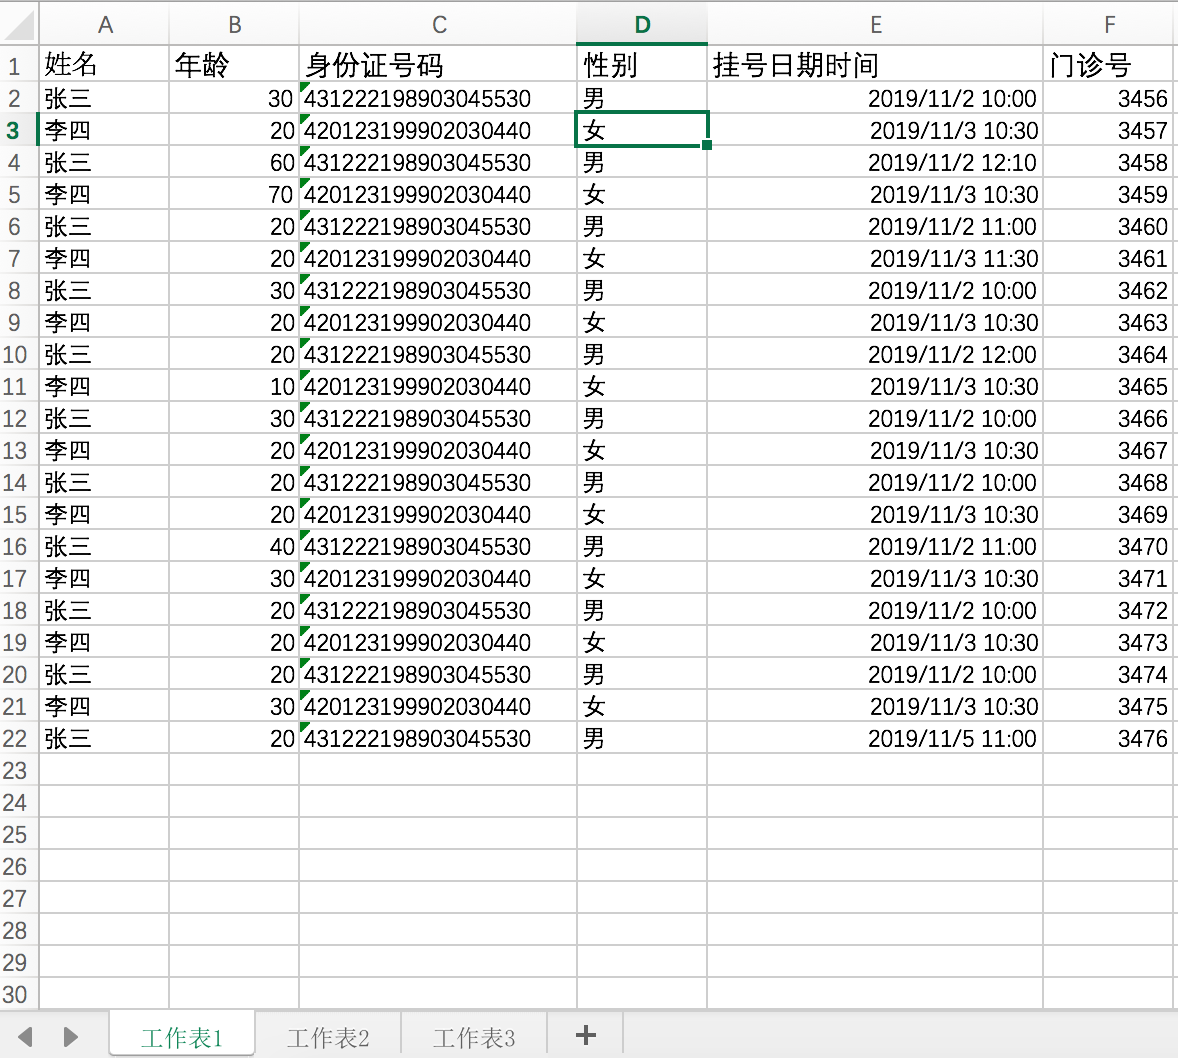 A B C D E F
1 姓名 年龄 身份证号码 性别 挂号日期时间 门诊号
2 张三 30 431222198903045530 男 2019/11/2 10:00 3456
3 李四 20 420123199902030440 女 2019/11/3 10:30 3457
4 张三 60 431222198903045530 男 2019/11/2 12:10 3458
5 李四 70 420123199902030440 女 2019/11/3 10:30 3459
6 张三 20 431222198903045530 男 2019/11/2 11:00 3460
7 李四 20 420123199902030440 女 2019/11/3 11:30 3461
8 张三 30 431222198903045530 男 2019/11/2 10:00 3462
9 李四 20 420123199902030440 女 2019/11/3 10:30 3463
10 张三 20 431222198903045530 男 2019/11/2 12:00 3464
11 李四 10 420123199902030440 女 2019/11/3 10:30 3465
12 张三 30 431222198903045530 男 2019/11/2 10:00 3466
13 李四 20 420123199902030440 女 2019/11/3 10:30 3467
14 张三 20 431222198903045530 男 2019/11/2 10:00 3468
15 李四 20 420123199902030440 女 2019/11/3 10:30 3469
16 张三 40 431222198903045530 男 2019/11/2 11:00 3470
17 李四 30 420123199902030440 女 2019/11/3 10:30 3471
18 张三 20 431222198903045530 男 2019/11/2 10:00 3472
19 李四 20 420123199902030440 女 2019/11/3 10:30 3473
20 张三 20 431222198903045530 男 2019/11/2 10:00 3474
21 李四 30 420123199902030440 女 2019/11/3 10:30 3475
22 张三 20 431222198903045530 男 2019/11/5 11:00 3476
23
24
25
26
27
28
29
30
工作表1 工作表2 工作表3 +